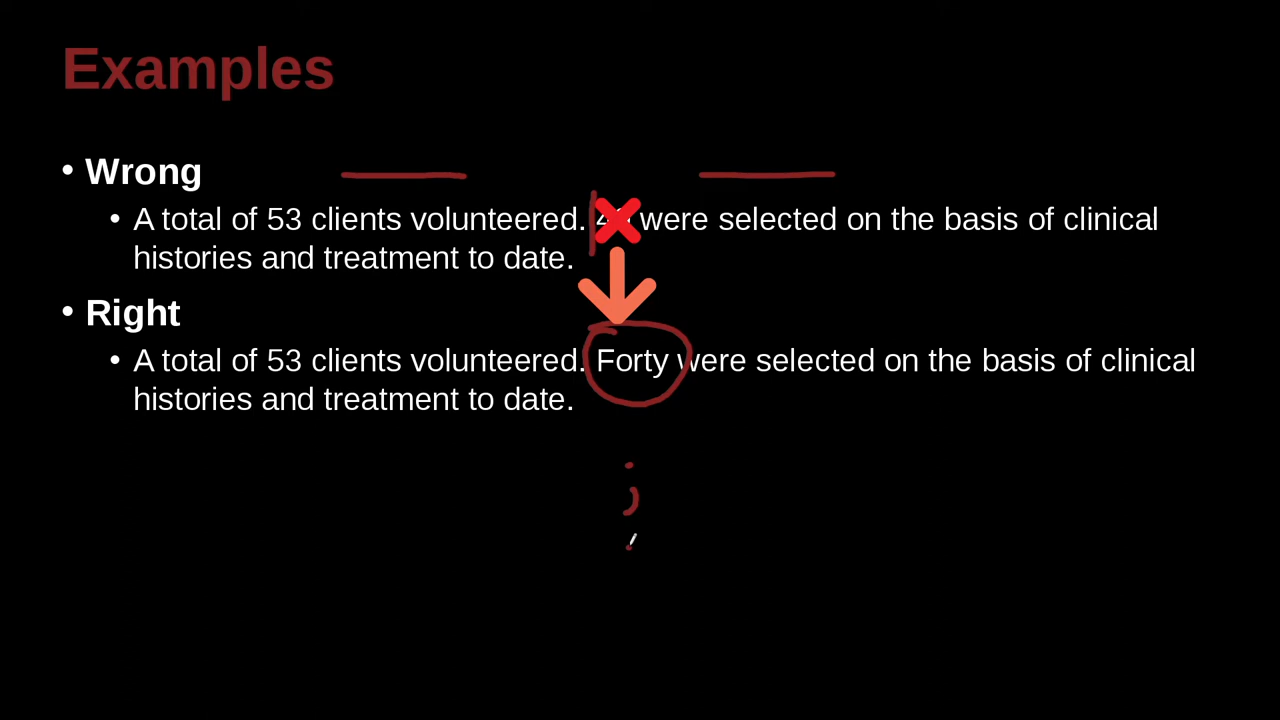 Examples
• Wrong
• A total of 53 clients volunteered. were selected on the basis of clinical
histories and treatment to date.
• Right
• A total of 53 clients volunteered. Forty were selected on the basis of clinical
histories and treatment to date.
;